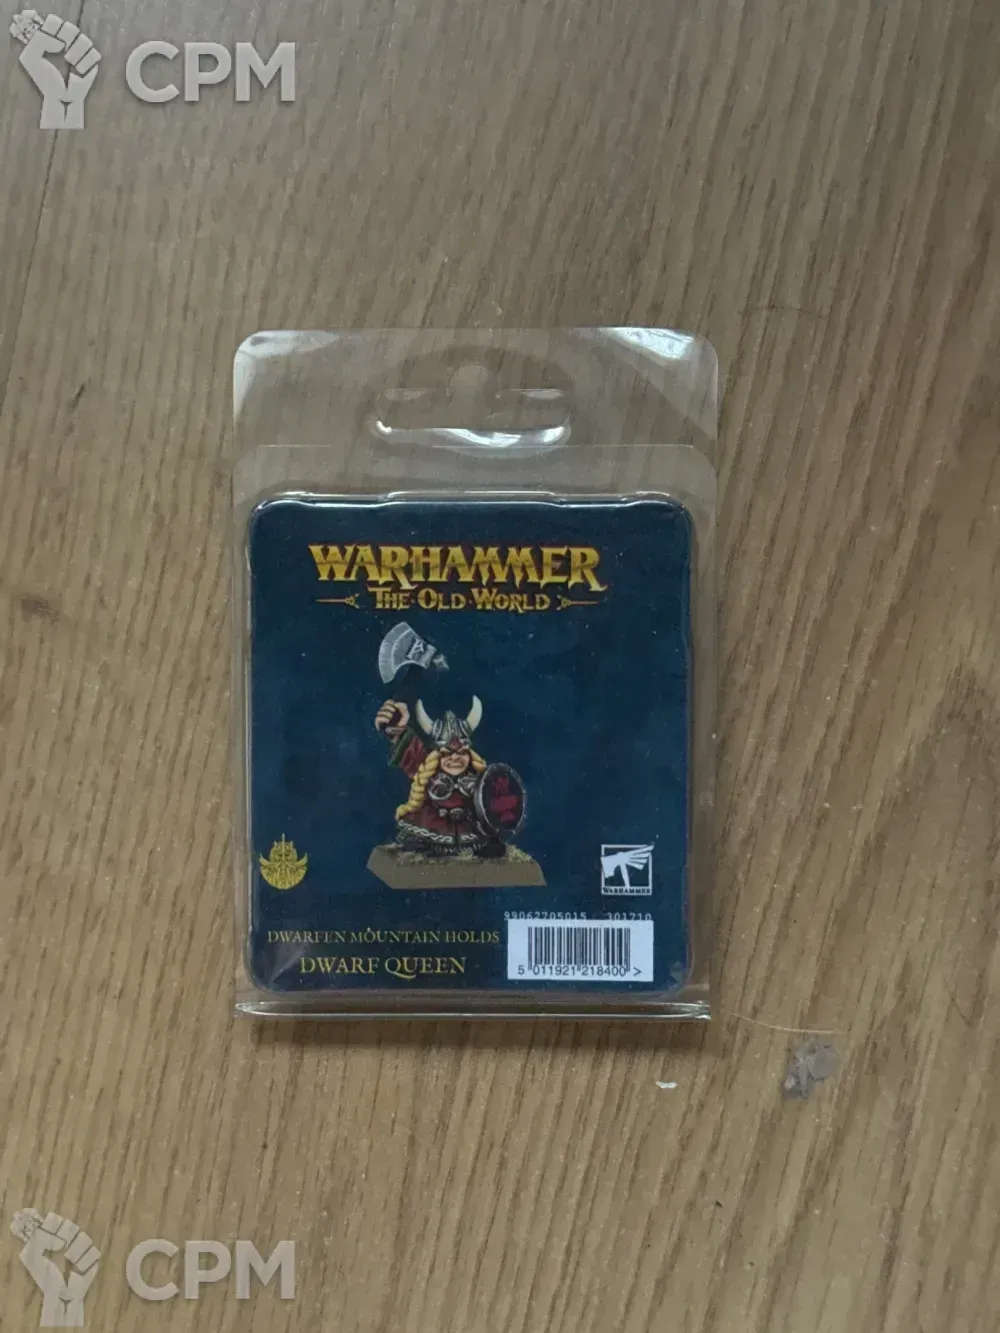 CPM
WARHAMMER
THE OLD WORLD
WARHAMMER
99062705015 301710
DWARFEN MOUNTAIN HOLDS
DWARF QUEEN
5 011921 218400 >
CPM